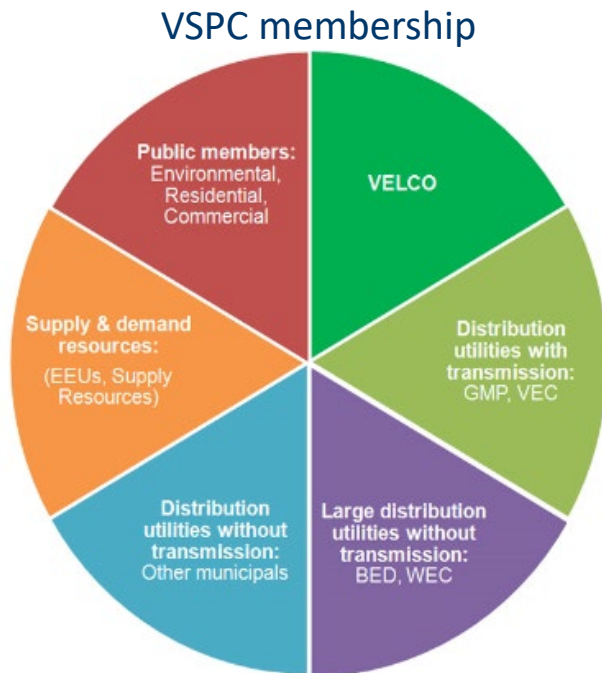 VSPC membership
Public members:
Environmental,
Residential,
Commercial
VELCO
Supply & demand
resources:
(EEUs, Supply
Resources)
Distribution
utilities with
transmission:
GMP, VEC
Distribution
utilities without
transmission:
Other municipals
Large distribution
utilities without
transmission:
BED, WEC